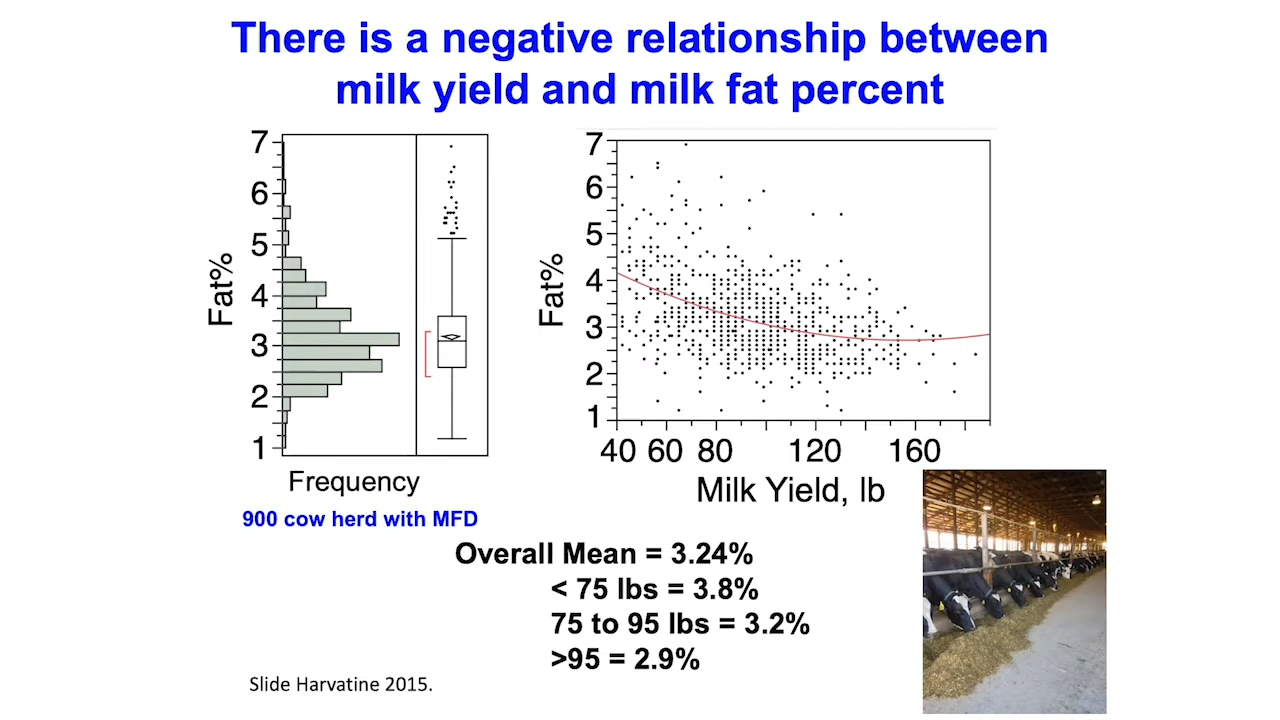 There is a negative relationship between
milk yield and milk fat percent
7
6
5
4
3
2
1
Fat%
Frequency
900 cow herd with MFD
7
6
5
4
3
2
1
Fat%
40 60 80 120 160
Milk Yield, lb
Overall Mean = 3.24%
< 75 lbs = 3.8%
75 to 95 lbs = 3.2%
>95 = 2.9%
Slide Harvatine 2015.